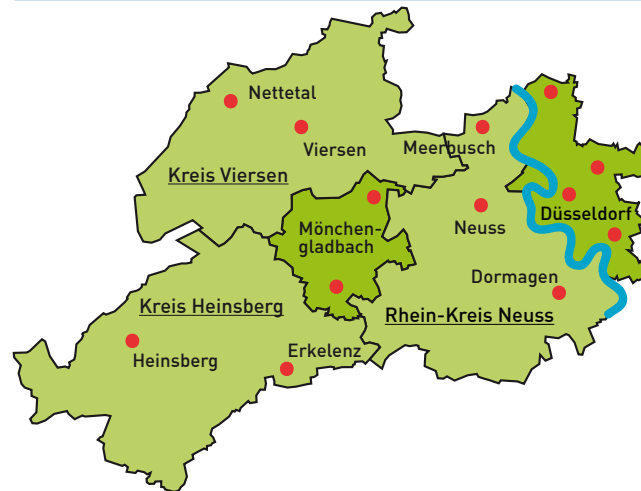 Nettetal
Viersen
Meerbusch
Kreis Viersen
Mönchen-
gladbach
Neuss
Düsseldorf
Dormagen
Kreis Heinsberg
Rhein-Kreis Neuss
Heinsberg
Erkelenz